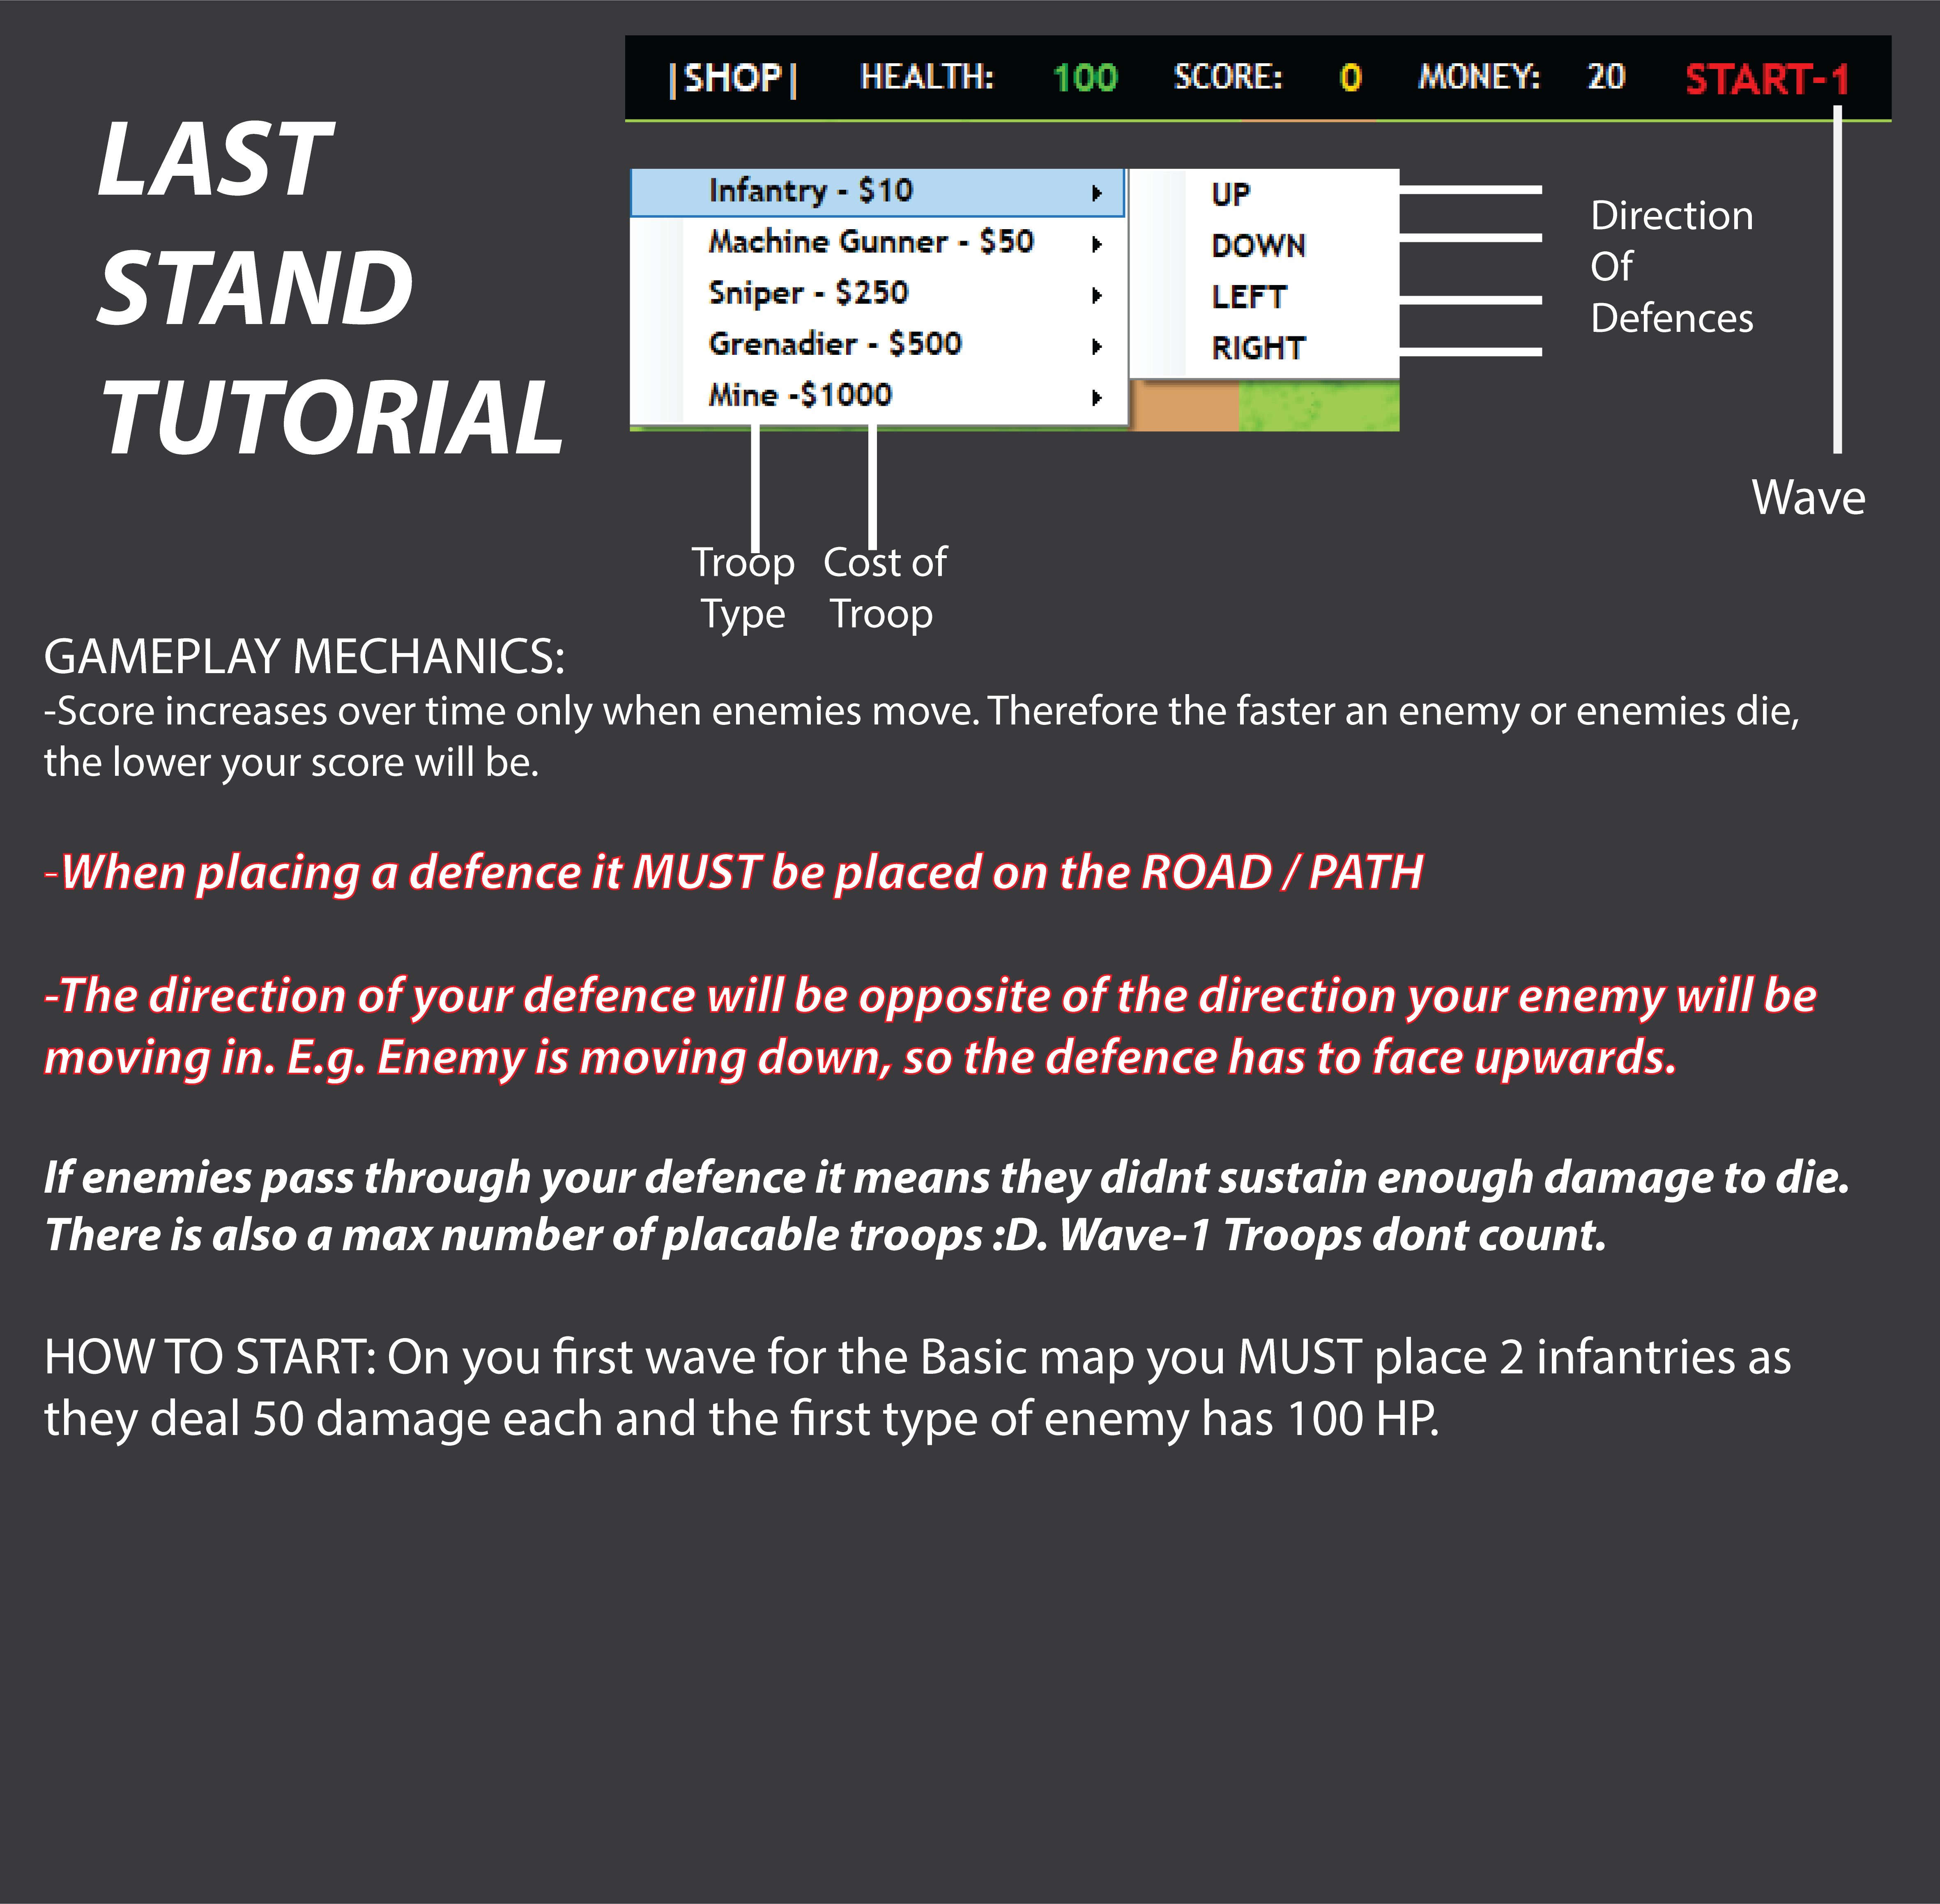 LAST
STAND
TUTORIAL
|SHOP| HEALTH: 100 SCORE: 0 MONEY: 20 START-1
Infantry - $10
Machine Gunner - $50
Sniper - $250
Grenadier - $500
Mine -$1000
UP
DOWN
LEFT
RIGHT
Direction
Of
Defences
Wave
Troop
Type
Cost of
Troop
GAMEPLAY MECHANICS:
-Score increases over time only when enemies move. Therefore the faster an enemy or enemies die,
the lower your score will be.
-When placing a defence it MUST be placed on the ROAD / PATH
-The direction of your defence will be opposite of the direction your enemy will be
moving in. E.g. Enemy is moving down, so the defence has to face upwards.
If enemies pass through your defence it means they didnt sustain enough damage to die.
There is also a max number of placable troops :D. Wave-1 Troops dont count.
HOW TO START: On you first wave for the Basic map you MUST place 2 infantries as
they deal 50 damage each and the first type of enemy has 100 HP.